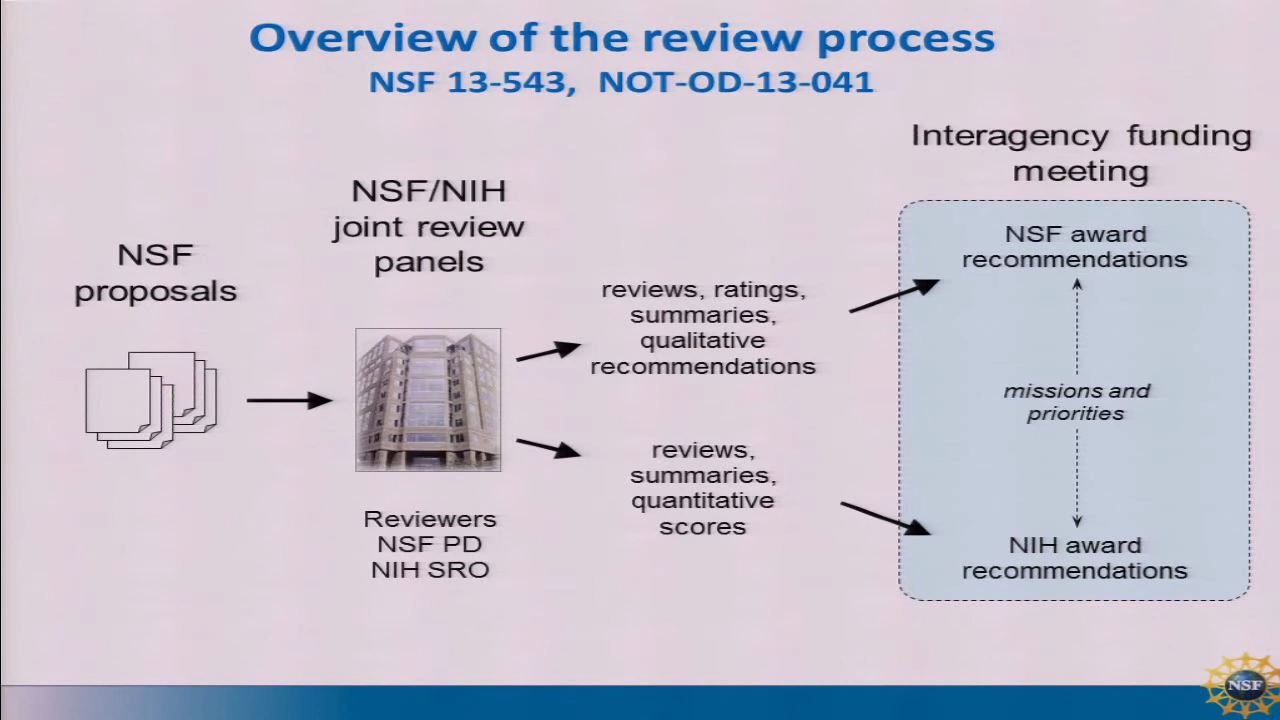 Overview of the review process
NSF 13-543, NOT-OD-13-041
NSF
proposals
NSF/NIH
joint review
panels
Reviewers
NSF PD
NIH SRO
reviews, ratings,
summaries,
qualitative
recommendations
reviews,
summaries,
quantitative
scores
Interagency funding
meeting
NSF award
recommendations
missions and
priorities
NIH award
recommendations
NSF